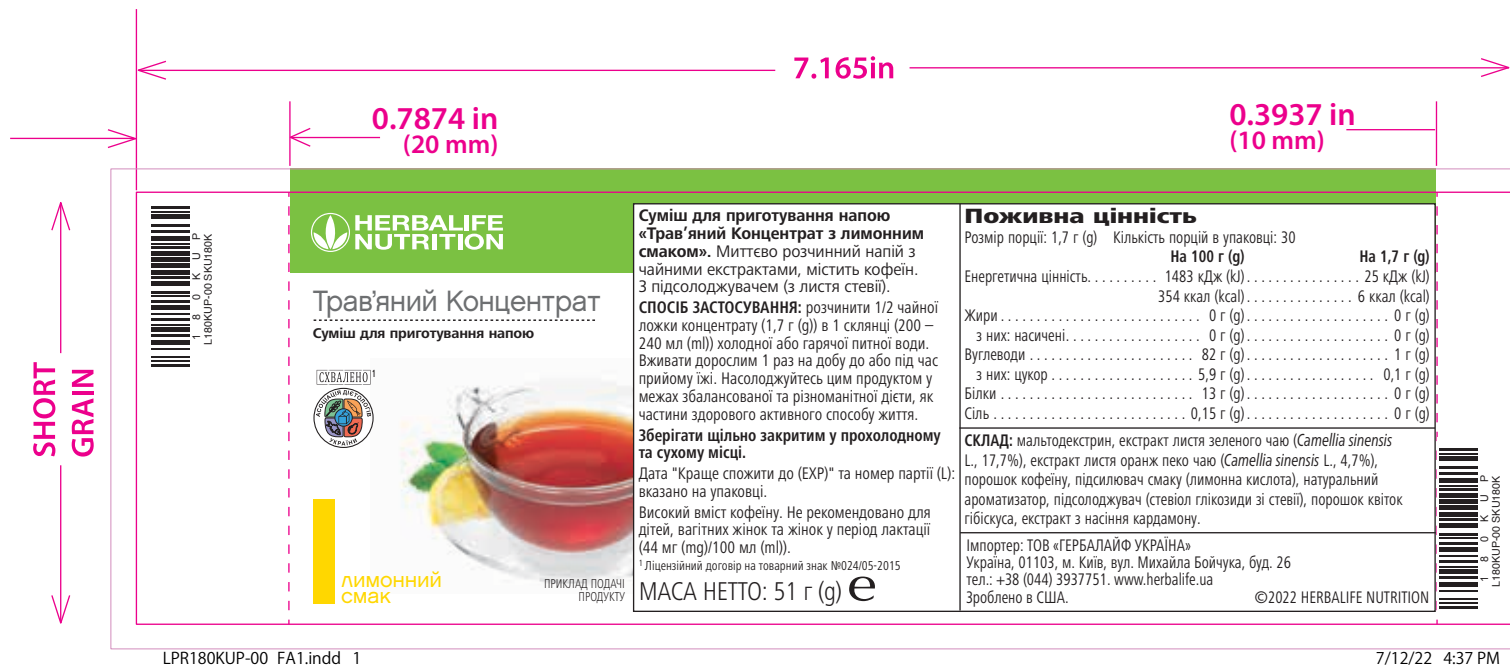 7.165in
0.7874 in
(20 mm)
0.3937 in
(10 mm)
SHORT
GRAIN
180KUP
L180KUP-00 SKU180K
HERBALIFE
NUTRITION
Трав'яний Концентрат
Суміш для приготування напою
СХВАЛЕНО¹
АСОЦІАЦІЯ ДІЄТОЛОГІВ
УКРАЇНИ
лимонний
смак
ПРИКЛАД ПОДАЧІ
ПРОДУКТУ
Суміш для приготування напою
«Трав’яний Концентрат з лимонним
смаком». Миттєво розчинний напій з
чайними екстрактами, містить кофеїн.
З підсолоджувачем (з листя стевії).
СПОСІБ ЗАСТОСУВАННЯ: розчинити 1/2 чайної
ложки концентрату (1,7 г (g)) в 1 склянці (200 –
240 мл (ml)) холодної або гарячої питної води.
Вживати дорослим 1 раз на добу до або під час
прийому їжі. Насолоджуйтесь цим продуктом у
межах збалансованої та різноманітної дієти, як
частини здорового активного способу життя.
Зберігати щільно закритим у прохолодному
та сухому місці.
Дата "Краще спожити до (EXP)" та номер партії (L):
вказано на упаковці.
Високий вміст кофеїну. Не рекомендовано для
дітей, вагітних жінок та жінок у період лактації
(44 мг (mg)/100 мл (ml)).
¹ Ліцензійний договір на товарний знак №024/05-2015
МАСА НЕТТО: 51 г (g) ℮
Поживна цінність
Розмір порції: 1,7 г (g) Кількість порцій в упаковці: 30
На 100 г (g) На 1,7 г (g)
Енергетична цінність. . . . . . . . . . 1483 кДж (kJ). . . . . . . . . . . . . . . . 25 кДж (kJ)
354 ккал (kcal). . . . . . . . . . . . . . . 6 ккал (kcal)
Жири . . . . . . . . . . . . . . . . . . . . . . . . . . . 0 г (g). . . . . . . . . . . . . . . . . . . . 0 г (g)
з них: насичені. . . . . . . . . . . . . . . . . . . 0 г (g). . . . . . . . . . . . . . . . . . . . 0 г (g)
Вуглеводи . . . . . . . . . . . . . . . . . . . . . . 82 г (g). . . . . . . . . . . . . . . . . . . . 1 г (g)
з них: цукор . . . . . . . . . . . . . . . . . . . 5,9 г (g). . . . . . . . . . . . . . . . . . 0,1 г (g)
Білки . . . . . . . . . . . . . . . . . . . . . . . . . . 13 г (g). . . . . . . . . . . . . . . . . . . . 0 г (g)
Сіль . . . . . . . . . . . . . . . . . . . . . . . . . . 0,15 г (g). . . . . . . . . . . . . . . . . . . . 0 г (g)
СКЛАД: мальтодекстрин, екстракт листя зеленого чаю (Camellia sinensis
L., 17,7%), екстракт листя оранж пеко чаю (Camellia sinensis L., 4,7%),
порошок кофеїну, підсилювач смаку (лимонна кислота), натуральний
ароматизатор, підсолоджувач (стевіол глікозиди зі стевії), порошок квіток
гібіскуса, екстракт з насіння кардамону.
Імпортер: ТОВ «ГЕРБАЛАЙФ УКРАЇНА»
Україна, 01103, м. Київ, вул. Михайла Бойчука, буд. 26
тел.: +38 (044) 3937751. www.herbalife.ua
Зроблено в США. ©2022 HERBALIFE NUTRITION
180KUP
L180KUP-00 SKU180K
LPR180KUP-00_FA1.indd 1 7/12/22 4:37 PM